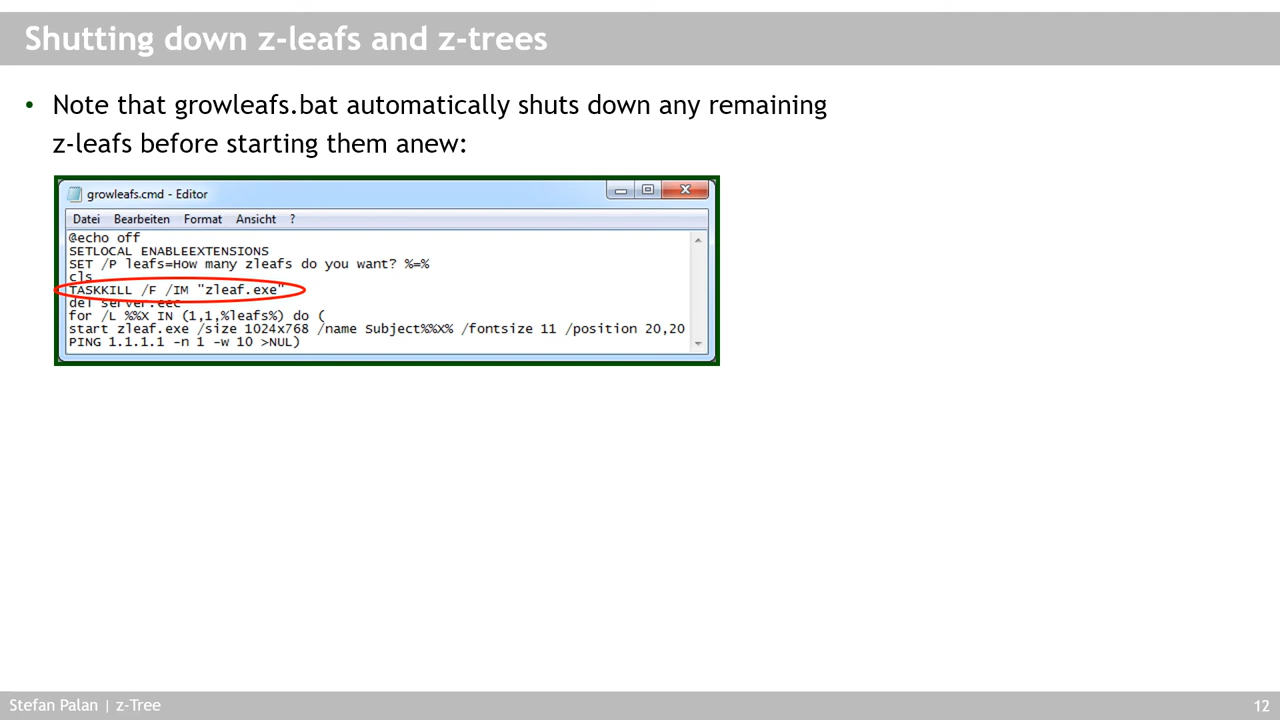 Shutting down z-leafs and z-trees
• Note that growleafs.bat automatically shuts down any remaining
z-leafs before starting them anew:
growleafs.cmd - Editor
Datei Bearbeiten Format Ansicht ?
@echo off
SETLOCAL ENABLEEXTENSIONS
SET /P leafs=How many zleafs do you want? %=%
cls
TASKKILL /F /IM "zleaf.exe"
del server.eec
for /L %%X IN (1,1,%leafs%) do (
start zleaf.exe /size 1024x768 /name Subject%%X% /fontsize 11 /position 20,20
PING 1.1.1.1 -n 1 -w 10 >NUL)
Stefan Palan | z-Tree
12